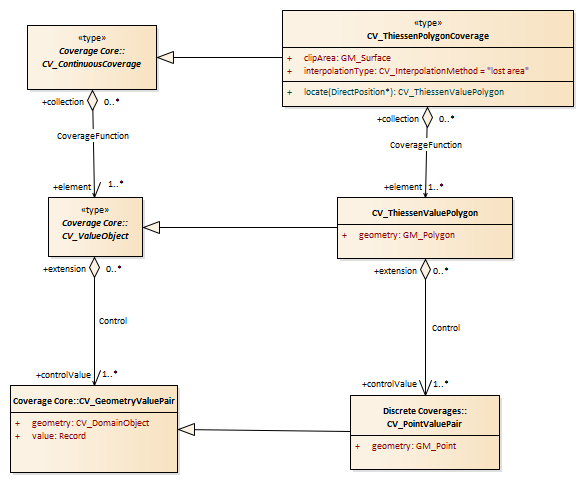 «type»
Coverage Core::
CV_ContinuousCoverage
«type»
CV_ThiessenPolygonCoverage
+ clipArea: GM_Surface
+ interpolationType: CV_InterpolationMethod = "lost area"
+ locate(DirectPosition*): CV_ThiessenValuePolygon
+collection 0..*
CoverageFunction
+element 1..*
+collection 0..*
CoverageFunction
+element 1..*
«type»
Coverage Core::
CV_ValueObject
CV_ThiessenValuePolygon
+ geometry: GM_Polygon
+extension 0..*
Control
+controlValue 1..*
+extension 0..*
Control
+controlValue 1..*
Coverage Core::CV_GeometryValuePair
+ geometry: CV_DomainObject
+ value: Record
Discrete Coverages::
CV_PointValuePair
+ geometry: GM_Point